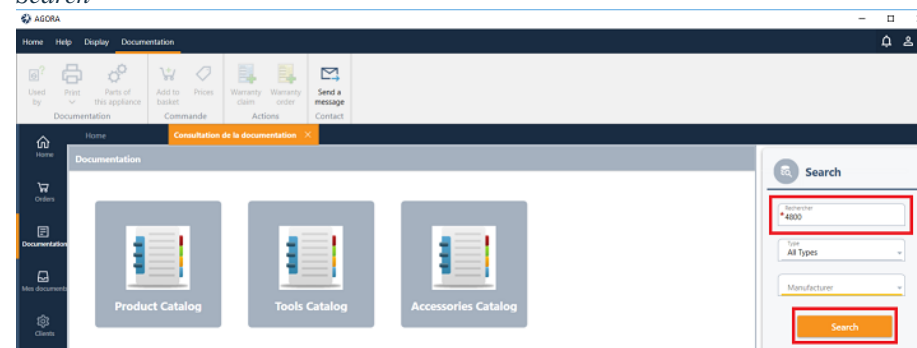 Search
AGORA
Home Help Display Documentation
Used by
Print
Parts of this appliance
Add to basket
Prices
Warranty claim
Warranty order
Send a message
Documentation
Commande
Actions
Contact
Home
Consultation de la documentation ×
Home
Orders
Documentation
Mes documents
Clients
Documentation
Product Catalog
Tools Catalog
Accessories Catalog
Search
Rechercher
*4800
Type
All Types
Manufacturer
Search